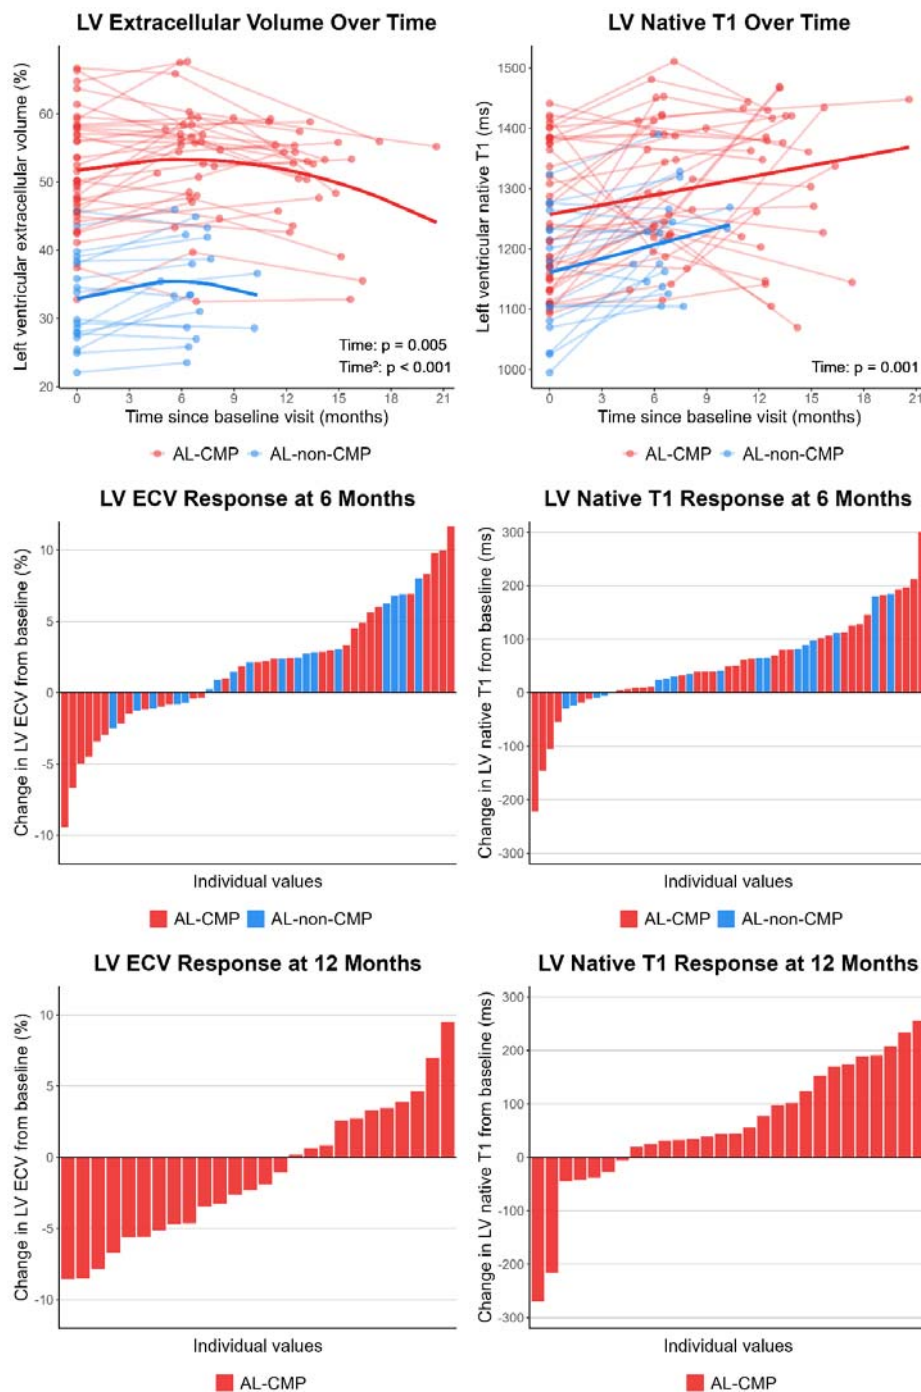 LV Extracellular Volume Over Time
Left ventricular extracellular volume (%)
60
50
40
30
20
Time: p = 0.005
Time²: p < 0.001
0 3 6 9 12 15 18 21
Time since baseline visit (months)
AL-CMP AL-non-CMP
LV Native T1 Over Time
Left ventricular native T1 (ms)
1500
1400
1300
1200
1100
1000
Time: p = 0.001
0 3 6 9 12 15 18 21
Time since baseline visit (months)
AL-CMP AL-non-CMP
LV ECV Response at 6 Months
Change in LV ECV from baseline (%)
10
5
0
-5
-10
Individual values
AL-CMP AL-non-CMP
LV Native T1 Response at 6 Months
Change in LV native T1 from baseline (ms)
300
200
100
0
-100
-200
-300
Individual values
AL-CMP AL-non-CMP
LV ECV Response at 12 Months
Change in LV ECV from baseline (%)
10
5
0
-5
-10
Individual values
AL-CMP
LV Native T1 Response at 12 Months
Change in LV native T1 from baseline (ms)
300
200
100
0
-100
-200
-300
Individual values
AL-CMP